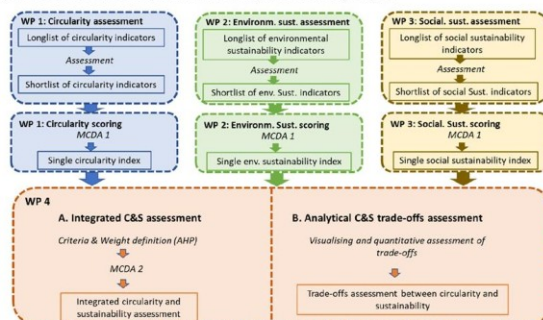 WP 1: Circularity assessment
Longlist of circularity indicators
Assessment
Shortlist of circularity indicators
WP 2: Environm. sust. assessment
Longlist of environmental
sustainability indicators
Assessment
Shortlist of env. Sust. indicators
WP 3: Social. sust. assessment
Longlist of social sustainability
indicators
Assessment
Shortlist of social Sust. indicators
WP 1: Circularity scoring
MCDA 1
Single circularity index
WP 2: Environm. Sust. scoring
MCDA 1
Single env. sustainability index
WP 3: Social. Sust. scoring
MCDA 1
Single social sustainability index
WP 4
A. Integrated C&S assessment
Criteria & Weight definition (AHP)
MCDA 2
Integrated circularity and
sustainability assessment
B. Analytical C&S trade-offs assessment
Visualising and quantitative assessment of
trade-offs
Trade-offs assessment between circularity and
sustainability